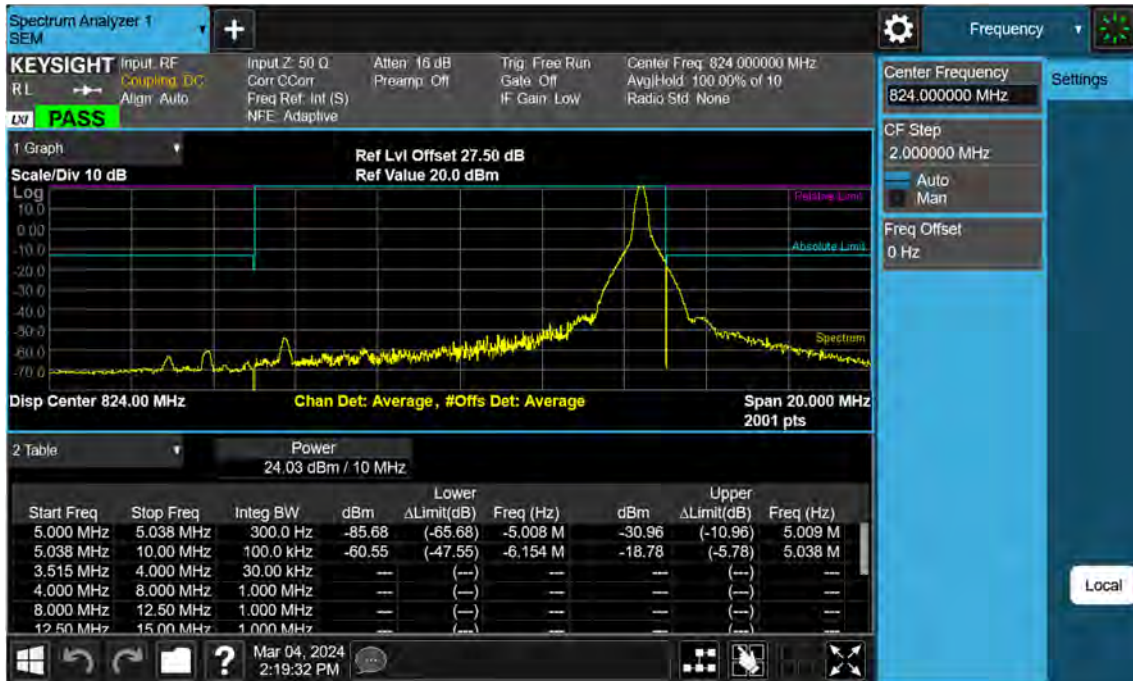 Spectrum Analyzer 1
SEM
+
Frequency
KEYSIGHT
RL
LXI
PASS
Input: RF
Coupling: DC
Align: Auto
Input Z: 50 Ω
Corr CCorr
Freq Ref: Int (S)
NFE: Adaptive
Atten: 16 dB
Preamp: Off
Trig: Free Run
Gate: Off
IF Gain: Low
Center Freq: 824.000000 MHz
Avg|Hold: 100.00% of 10
Radio Std: None
Center Frequency
824.000000 MHz
Settings
CF Step
2.000000 MHz
Auto
Man
Freq Offset
0 Hz
Local
1 Graph
Scale/Div 10 dB
Ref Lvl Offset 27.50 dB
Ref Value 20.0 dBm
Log
10.0
0.00
-10.0
-20.0
-30.0
-40.0
-50.0
-60.0
-70.0
Relative Limit
Absolute Limit
Spectrum
Disp Center 824.00 MHz
Chan Det: Average, #Offs Det: Average
Span 20.000 MHz
2001 pts
2 Table
Power
24.03 dBm / 10 MHz
Lower Upper
Start Freq Stop Freq Integ BW dBm ΔLimit(dB) Freq (Hz) dBm ΔLimit(dB) Freq (Hz)
5.000 MHz 5.038 MHz 300.0 Hz -85.68 (-65.68) -5.008 M -30.96 (-10.96) 5.009 M
5.038 MHz 10.00 MHz 100.0 kHz -60.55 (-47.55) -6.154 M -18.78 (-5.78) 5.038 M
3.515 MHz 4.000 MHz 30.00 kHz --- (---) --- --- (---) ---
4.000 MHz 8.000 MHz 1.000 MHz --- (---) --- --- (---) ---
8.000 MHz 12.50 MHz 1.000 MHz --- (---) --- --- (---) ---
12.50 MHz 15.00 MHz 1.000 MHz --- (---) --- --- (---) ---
?
Mar 04, 2024
2:19:32 PM